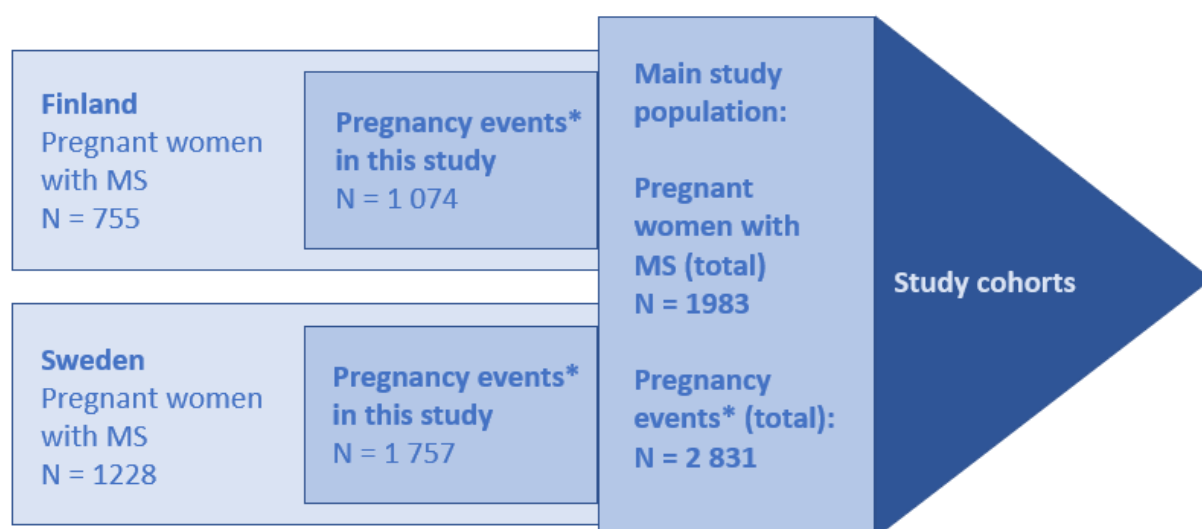 Finland
Pregnant women
with MS
N = 755
Pregnancy events*
in this study
N = 1 074
Sweden
Pregnant women
with MS
N = 1228
Pregnancy events*
in this study
N = 1 757
Main study
population:
Pregnant
women with
MS (total)
N = 1983
Pregnancy
events* (total):
N = 2 831
Study cohorts